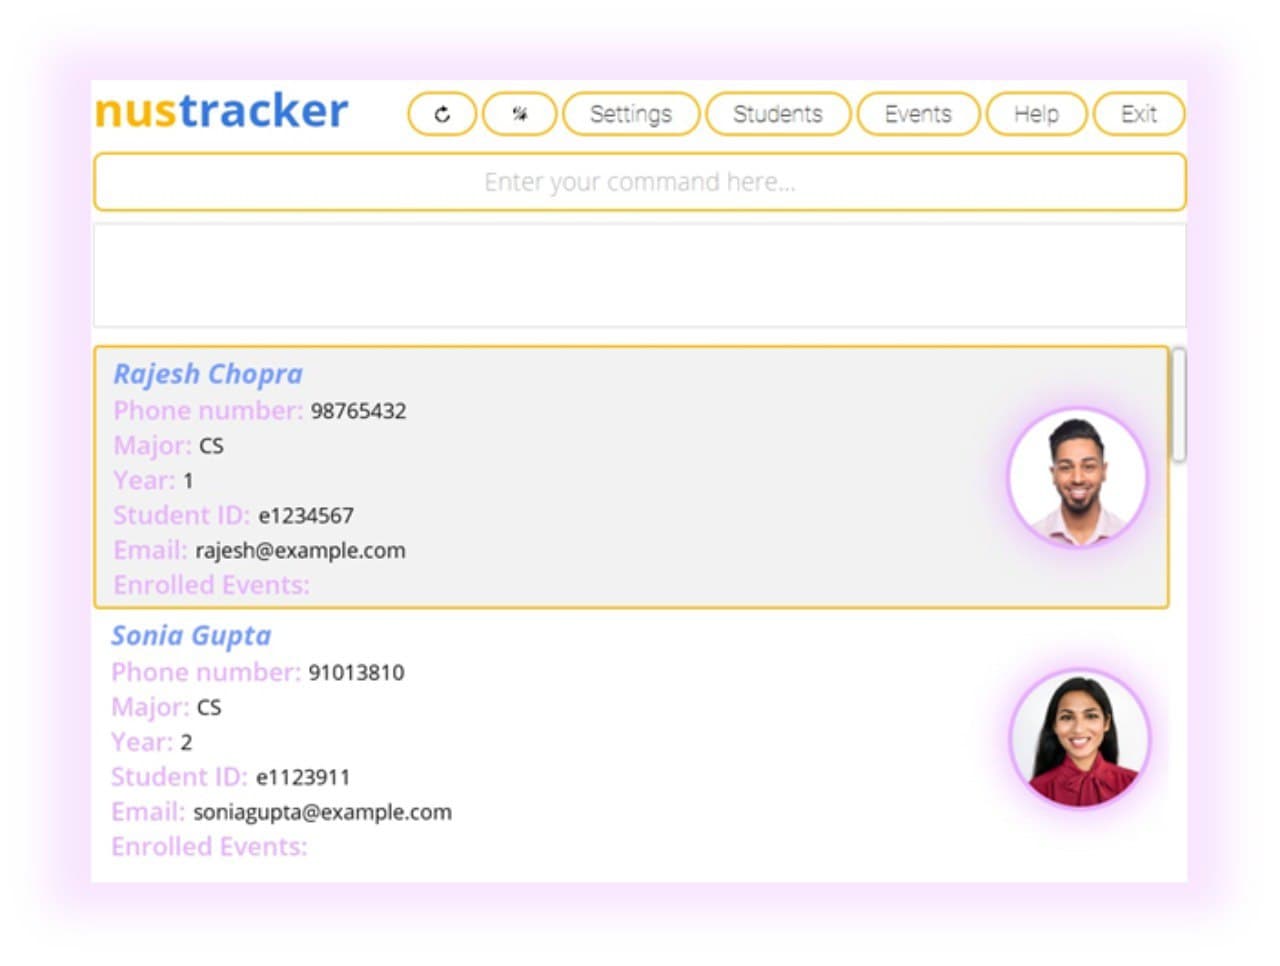 nustracker
Settings Students Events Help Exit
Enter your command here...
Rajesh Chopra
Phone number: 98765432
Major: CS
Year: 1
Student ID: e1234567
Email: rajesh@example.com
Enrolled Events:
Sonia Gupta
Phone number: 91013810
Major: CS
Year: 2
Student ID: e1123911
Email: soniagupta@example.com
Enrolled Events: